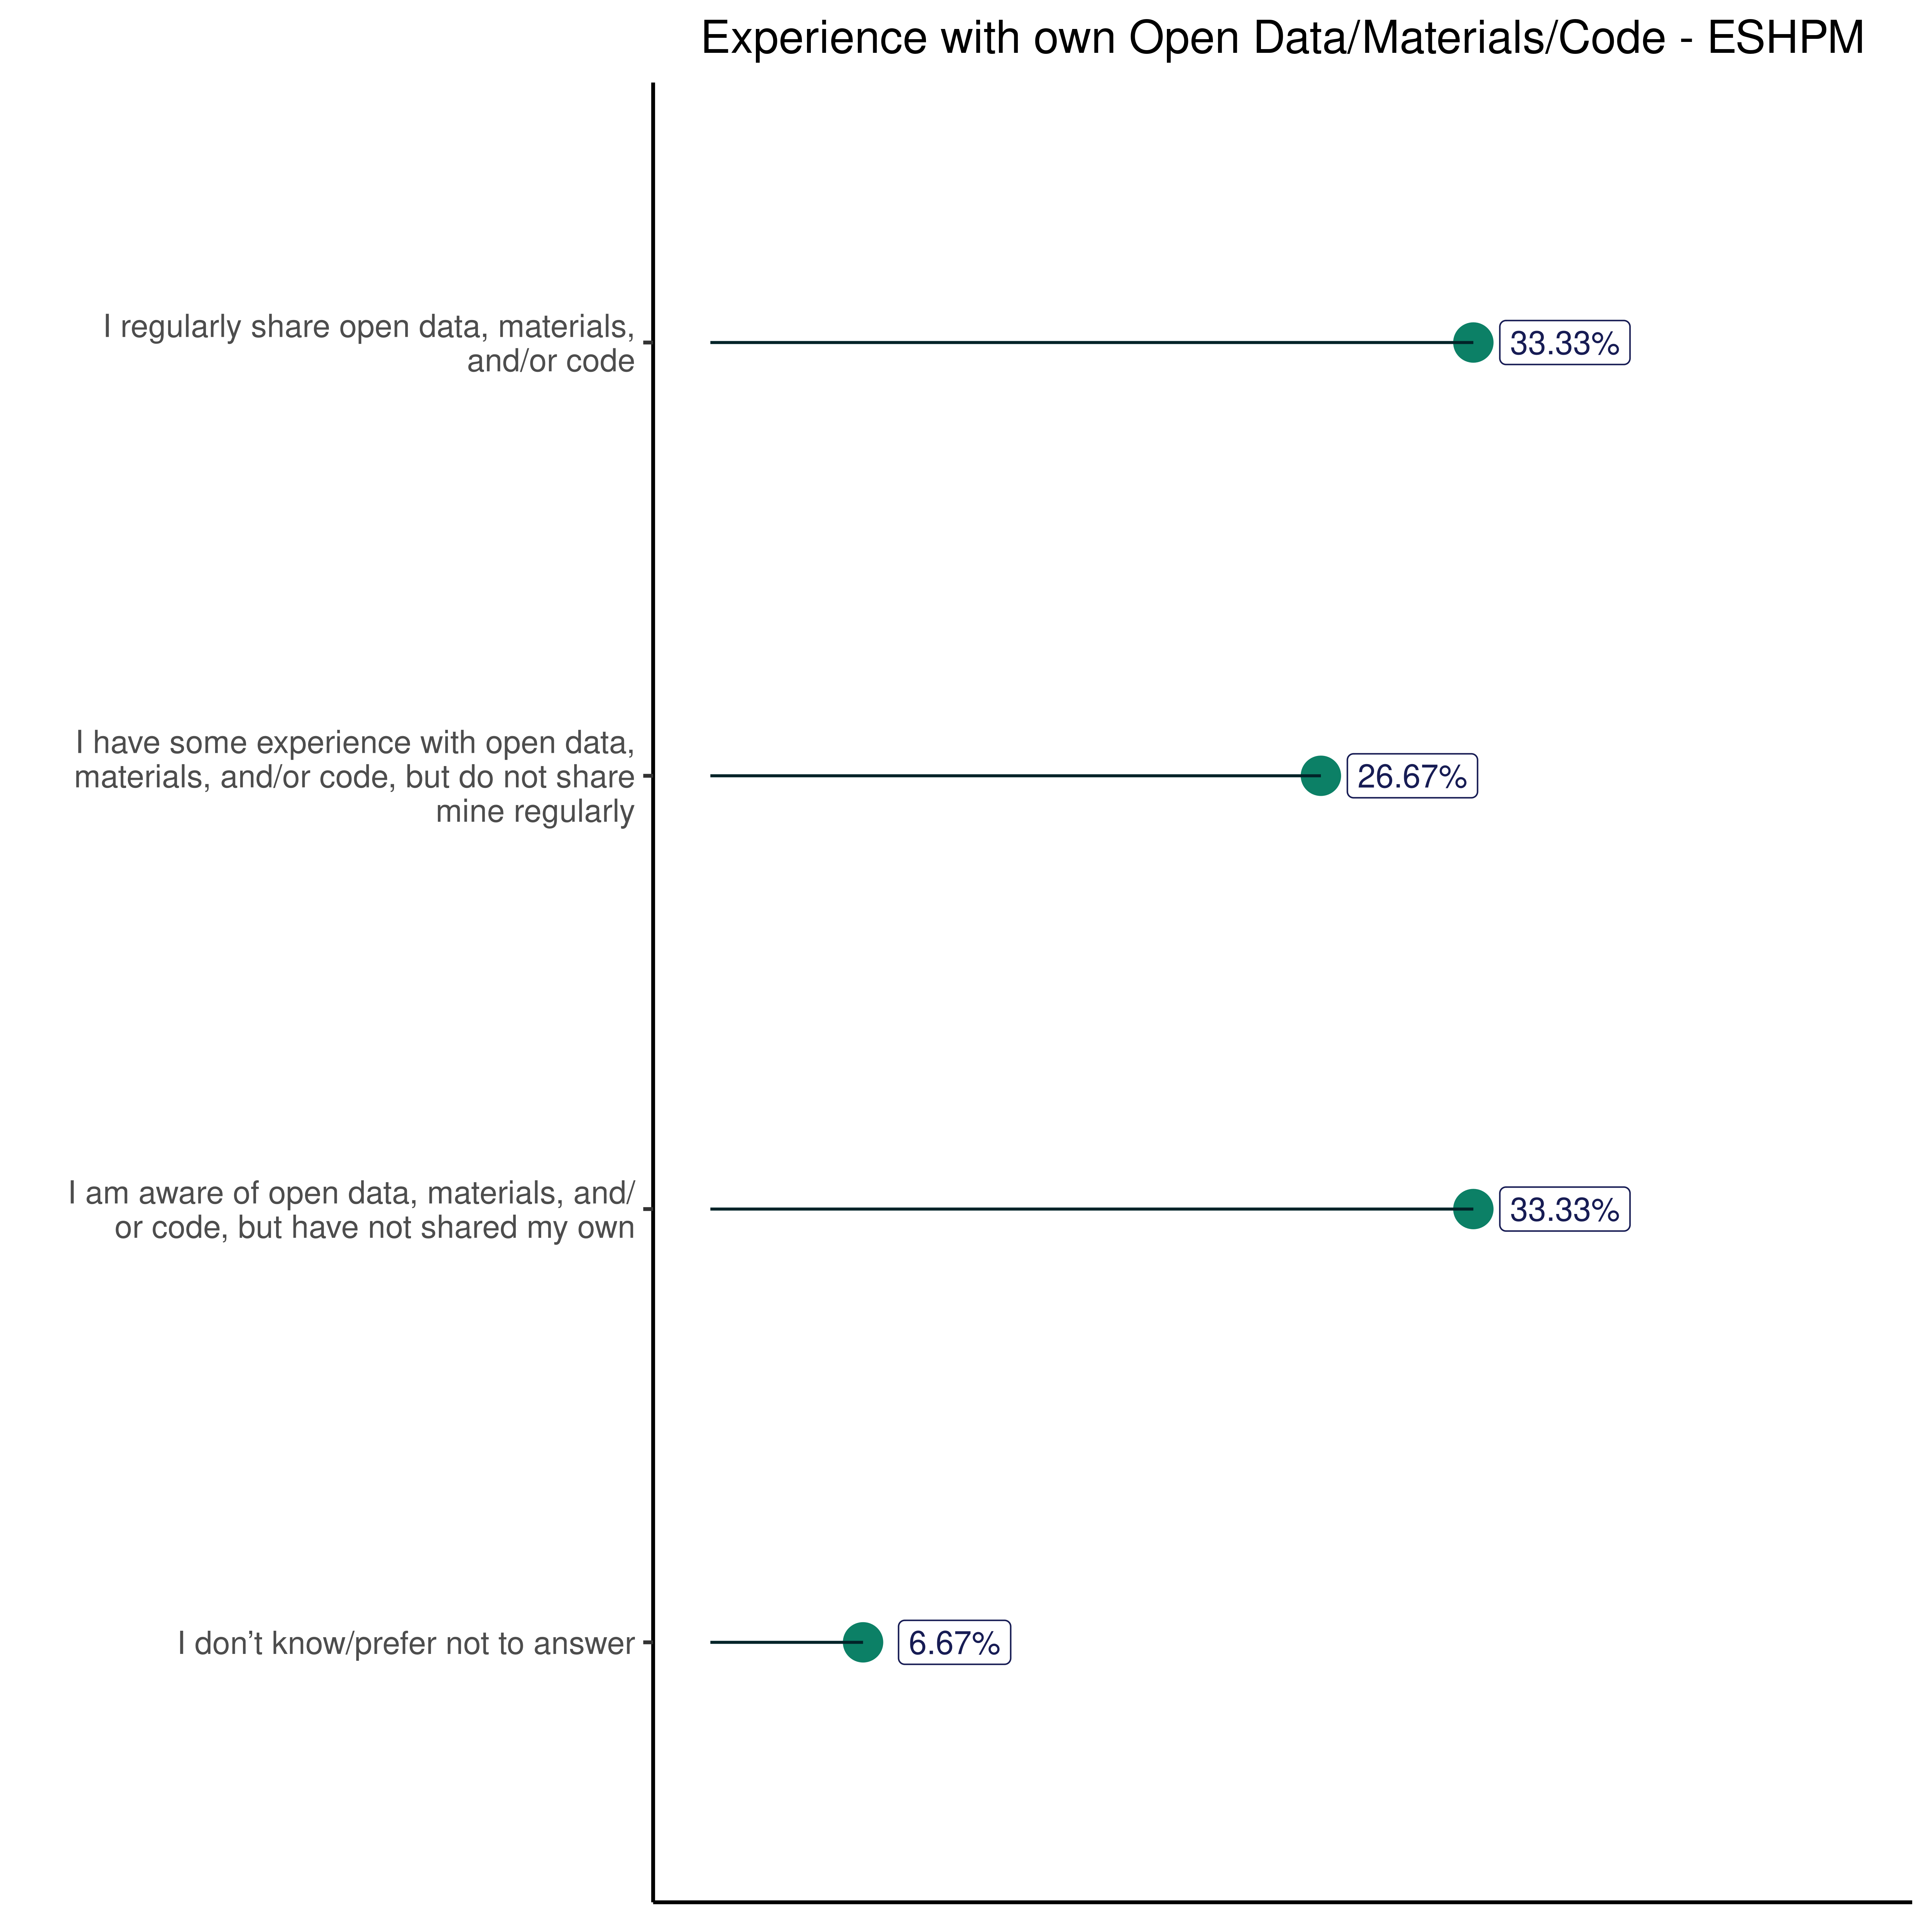 Experience with own Open Data/Materials/Code - ESHPM
I regularly share open data, materials,
and/or code
33.33%
I have some experience with open data,
materials, and/or code, but do not share
mine regularly
26.67%
I am aware of open data, materials, and/
or code, but have not shared my own
33.33%
I don’t know/prefer not to answer
6.67%